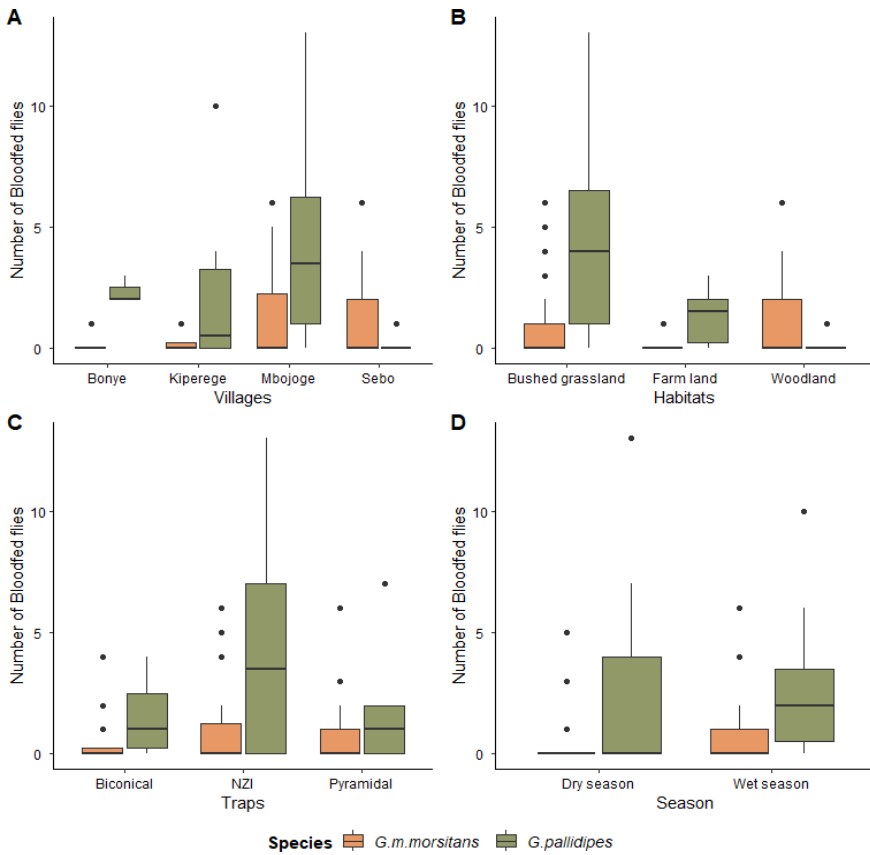 A
B
Number of Bloodfed flies
10
5
0
Bonye Kiperege Mbojoge Sebo
Villages
Number of Bloodfed flies
10
5
0
Bushed grassland Farm land Woodland
Habitats
C
D
Number of Bloodfed flies
10
5
0
Biconical NZI Pyramidal
Traps
Number of Bloodfed flies
10
5
0
Dry season Wet season
Season
Species G.m.morsitans G.pallidipes